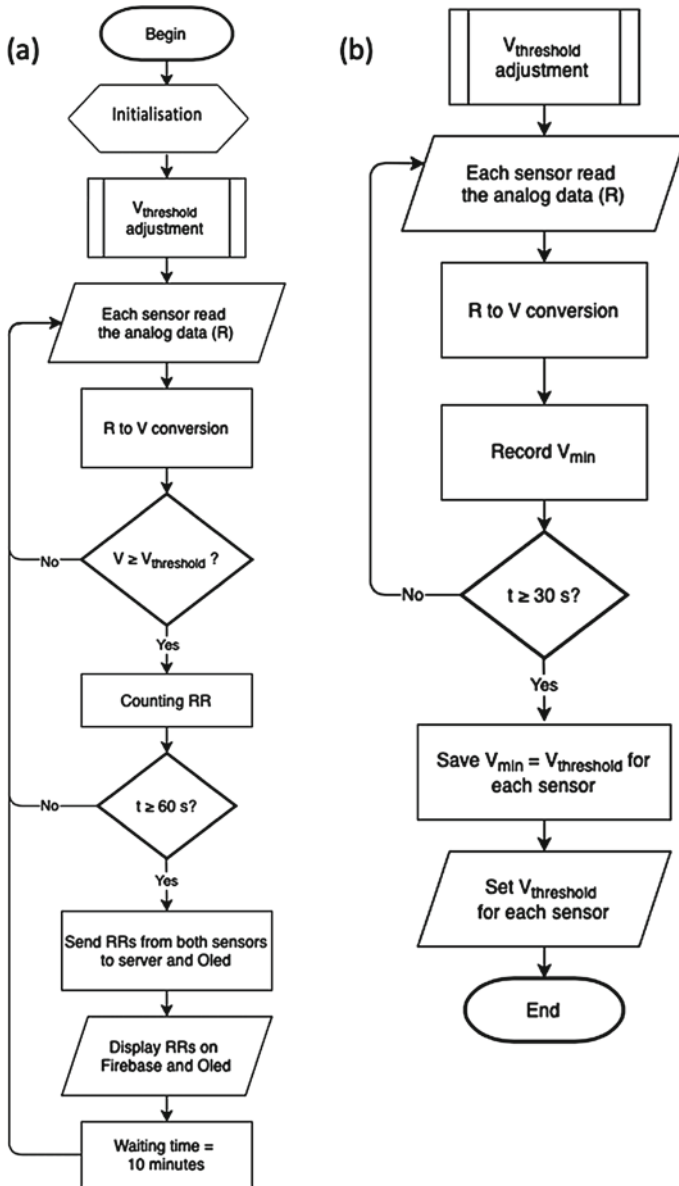 (a)
Begin
Initialisation
Vthreshold
adjustment
Each sensor read
the analog data (R)
R to V conversion
V ≥ Vthreshold ?
No
Yes
Counting RR
t ≥ 60 s?
No
Yes
Send RRs from both sensors
to server and Oled
Display RRs on
Firebase and Oled
Waiting time =
10 minutes
(b)
Vthreshold
adjustment
Each sensor read
the analog data (R)
R to V conversion
Record Vmin
t ≥ 30 s?
No
Yes
Save Vmin = Vthreshold for
each sensor
Set Vthreshold
for each sensor
End